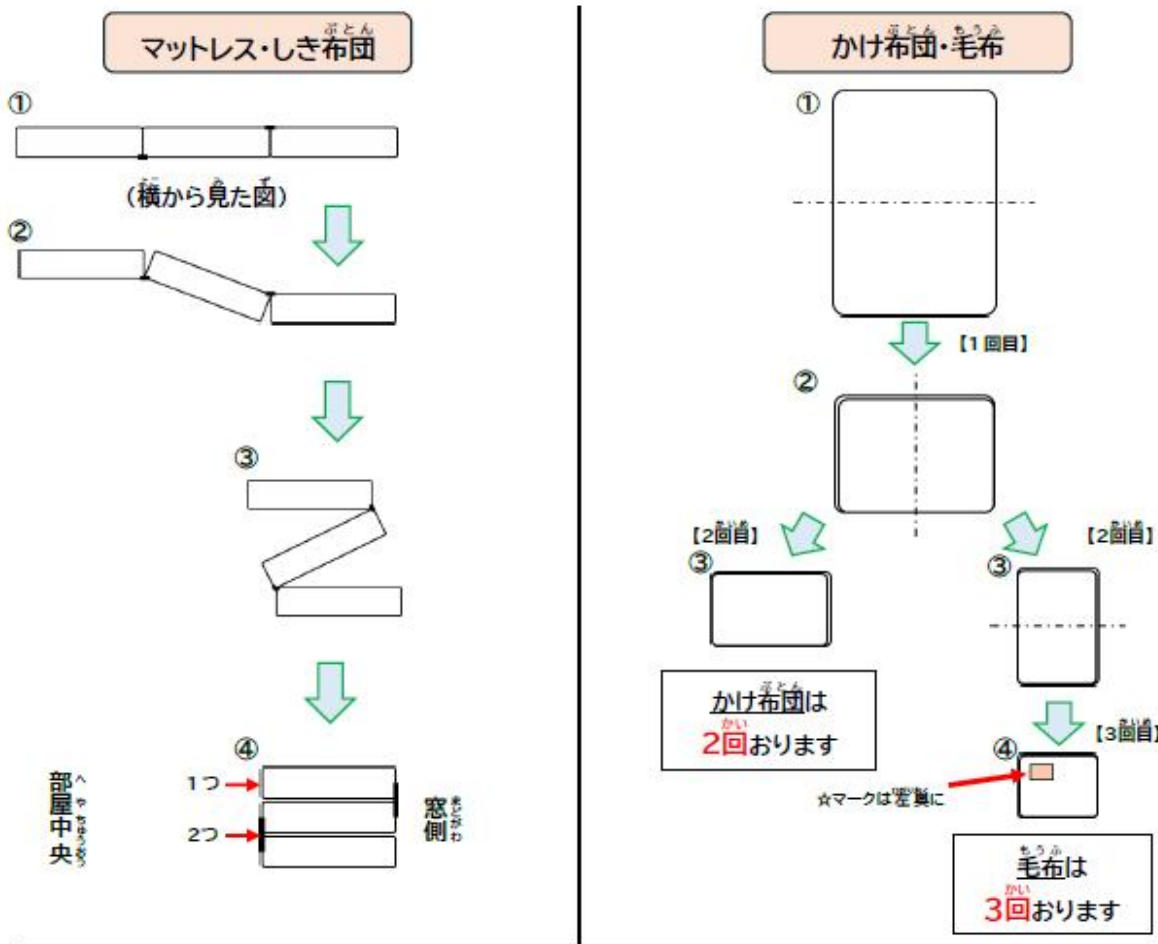 マットレス・しき布団
①
（横から見た図）
②
③
④
部屋中央
1つ
2つ
窓側
かけ布団・毛布
①
【1回目】
②
【2回目】
③
かけ布団は
2回おります
【2回目】
③
【3回目】
④
☆マークは左奥に
毛布は
3回おります